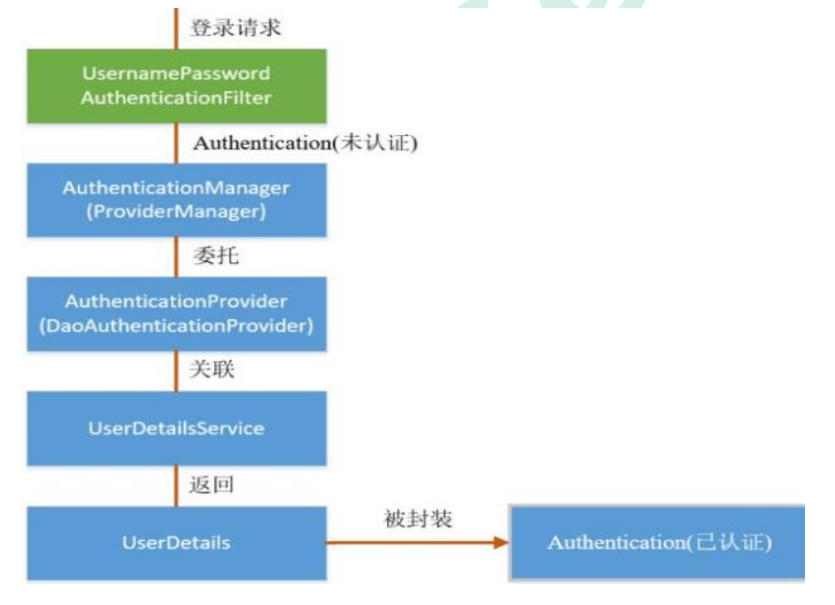 登录请求
UsernamePassword
AuthenticationFilter
Authentication(未认证)
AuthenticationManager
(ProviderManager)
委托
AuthenticationProvider
(DaoAuthenticationProvider)
关联
UserDetailsService
返回
UserDetails
被封装
Authentication(已认证)